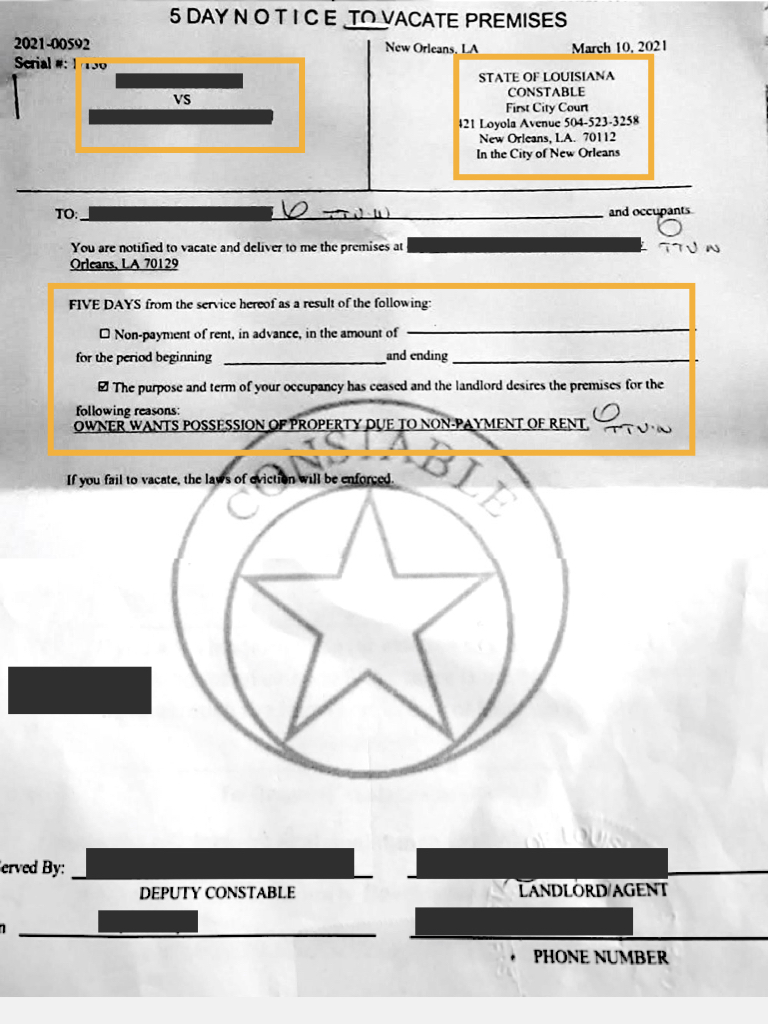 5 DAY NOTICE TO VACATE PREMISES
2021-00592
Serial #:
VS
New Orleans, LA March 10, 2021
STATE OF LOUISIANA
CONSTABLE
First City Court
421 Loyola Avenue 504-523-3258
New Orleans, LA. 70112
In the City of New Orleans
TO: and occupants
You are notified to vacate and deliver to me the premises at
Orleans, LA 70129
FIVE DAYS from the service hereof as a result of the following:
☐ Non-payment of rent, in advance, in the amount of
for the period beginning and ending
☑ The purpose and term of your occupancy has ceased and the landlord desires the premises for the
following reasons:
OWNER WANTS POSSESSION OF PROPERTY DUE TO NON-PAYMENT OF RENT.
If you fail to vacate, the laws of eviction will be enforced.
CONSTABLE
erved By:
DEPUTY CONSTABLE
LANDLORD/AGENT
n
PHONE NUMBER